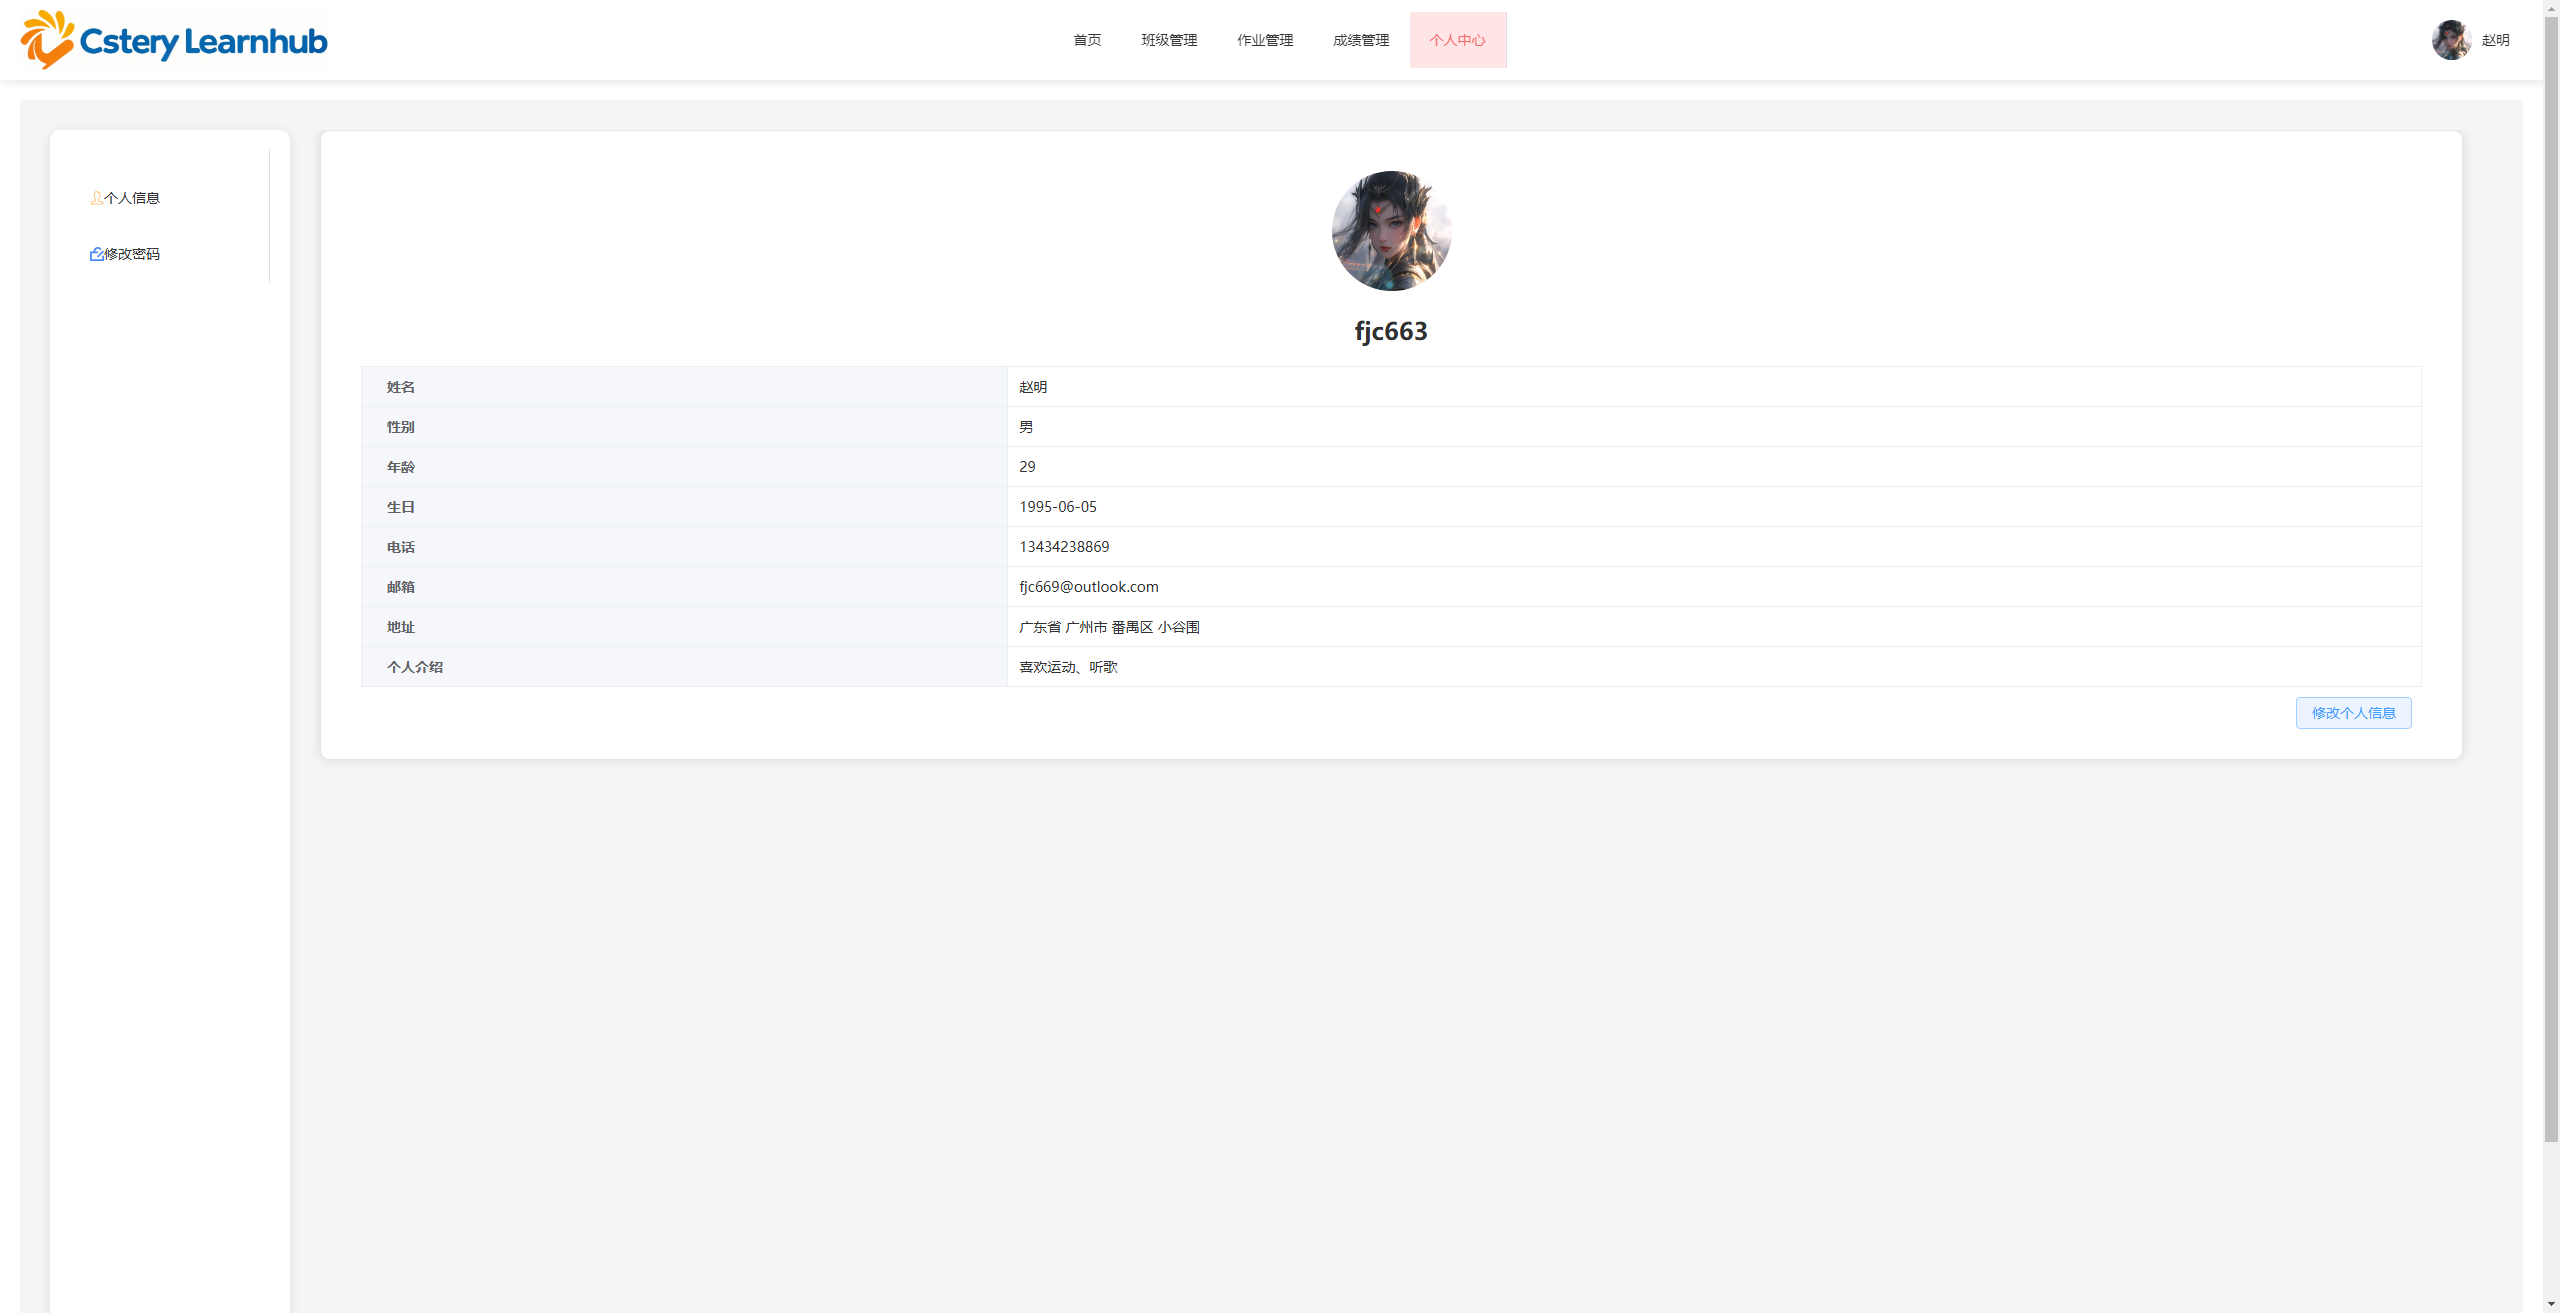 Cstery Learnhub
首页 班级管理 作业管理 成绩管理 个人中心
赵明
个人信息
修改密码
fjc663
姓名 赵明
性别 男
年龄 29
生日 1995-06-05
电话 13434238869
邮箱 fjc669@outlook.com
地址 广东省 广州市 番禺区 小谷围
个人介绍 喜欢运动、听歌
修改个人信息